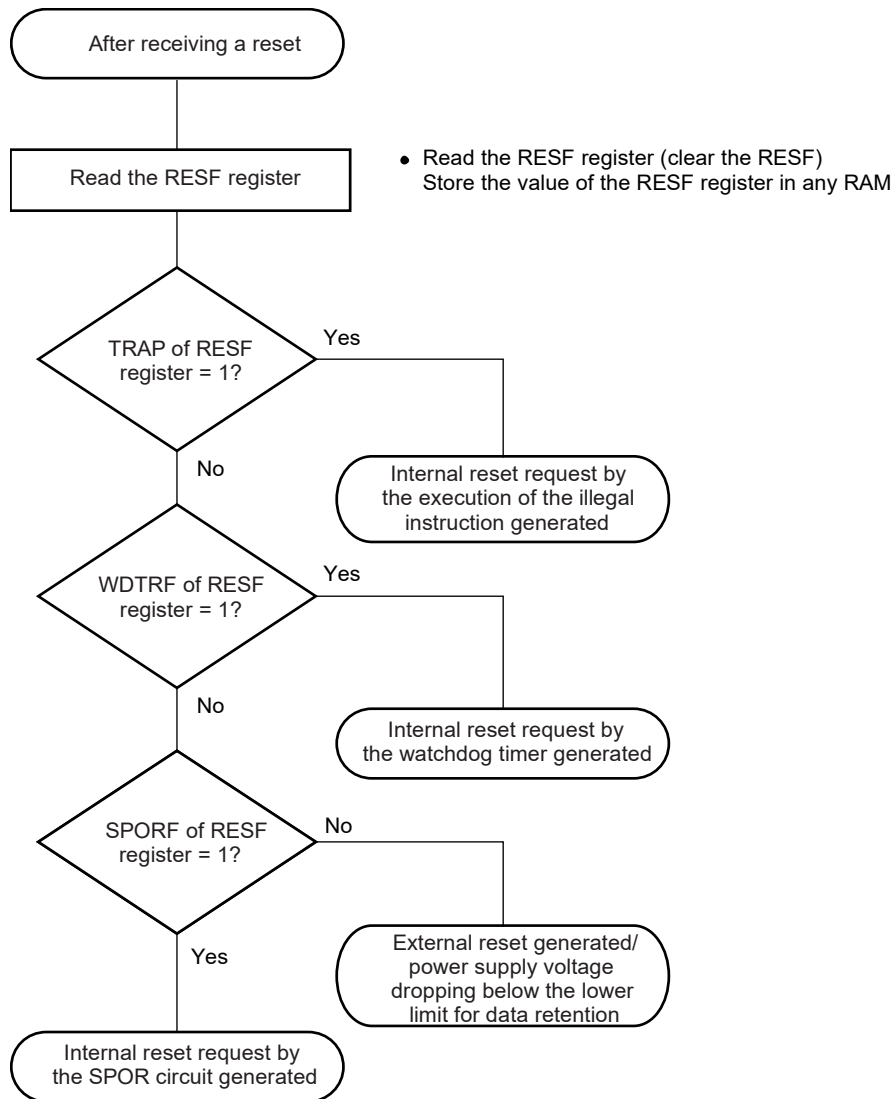 After receiving a reset
Read the RESF register
• Read the RESF register (clear the RESF)
Store the value of the RESF register in any RAM
TRAP of RESF
register = 1?
Yes
No
Internal reset request by
the execution of the illegal
instruction generated
WDTRF of RESF
register = 1?
Yes
No
Internal reset request by
the watchdog timer generated
SPORF of RESF
register = 1?
No
Yes
External reset generated/
power supply voltage
dropping below the lower
limit for data retention
Internal reset request by
the SPOR circuit generated